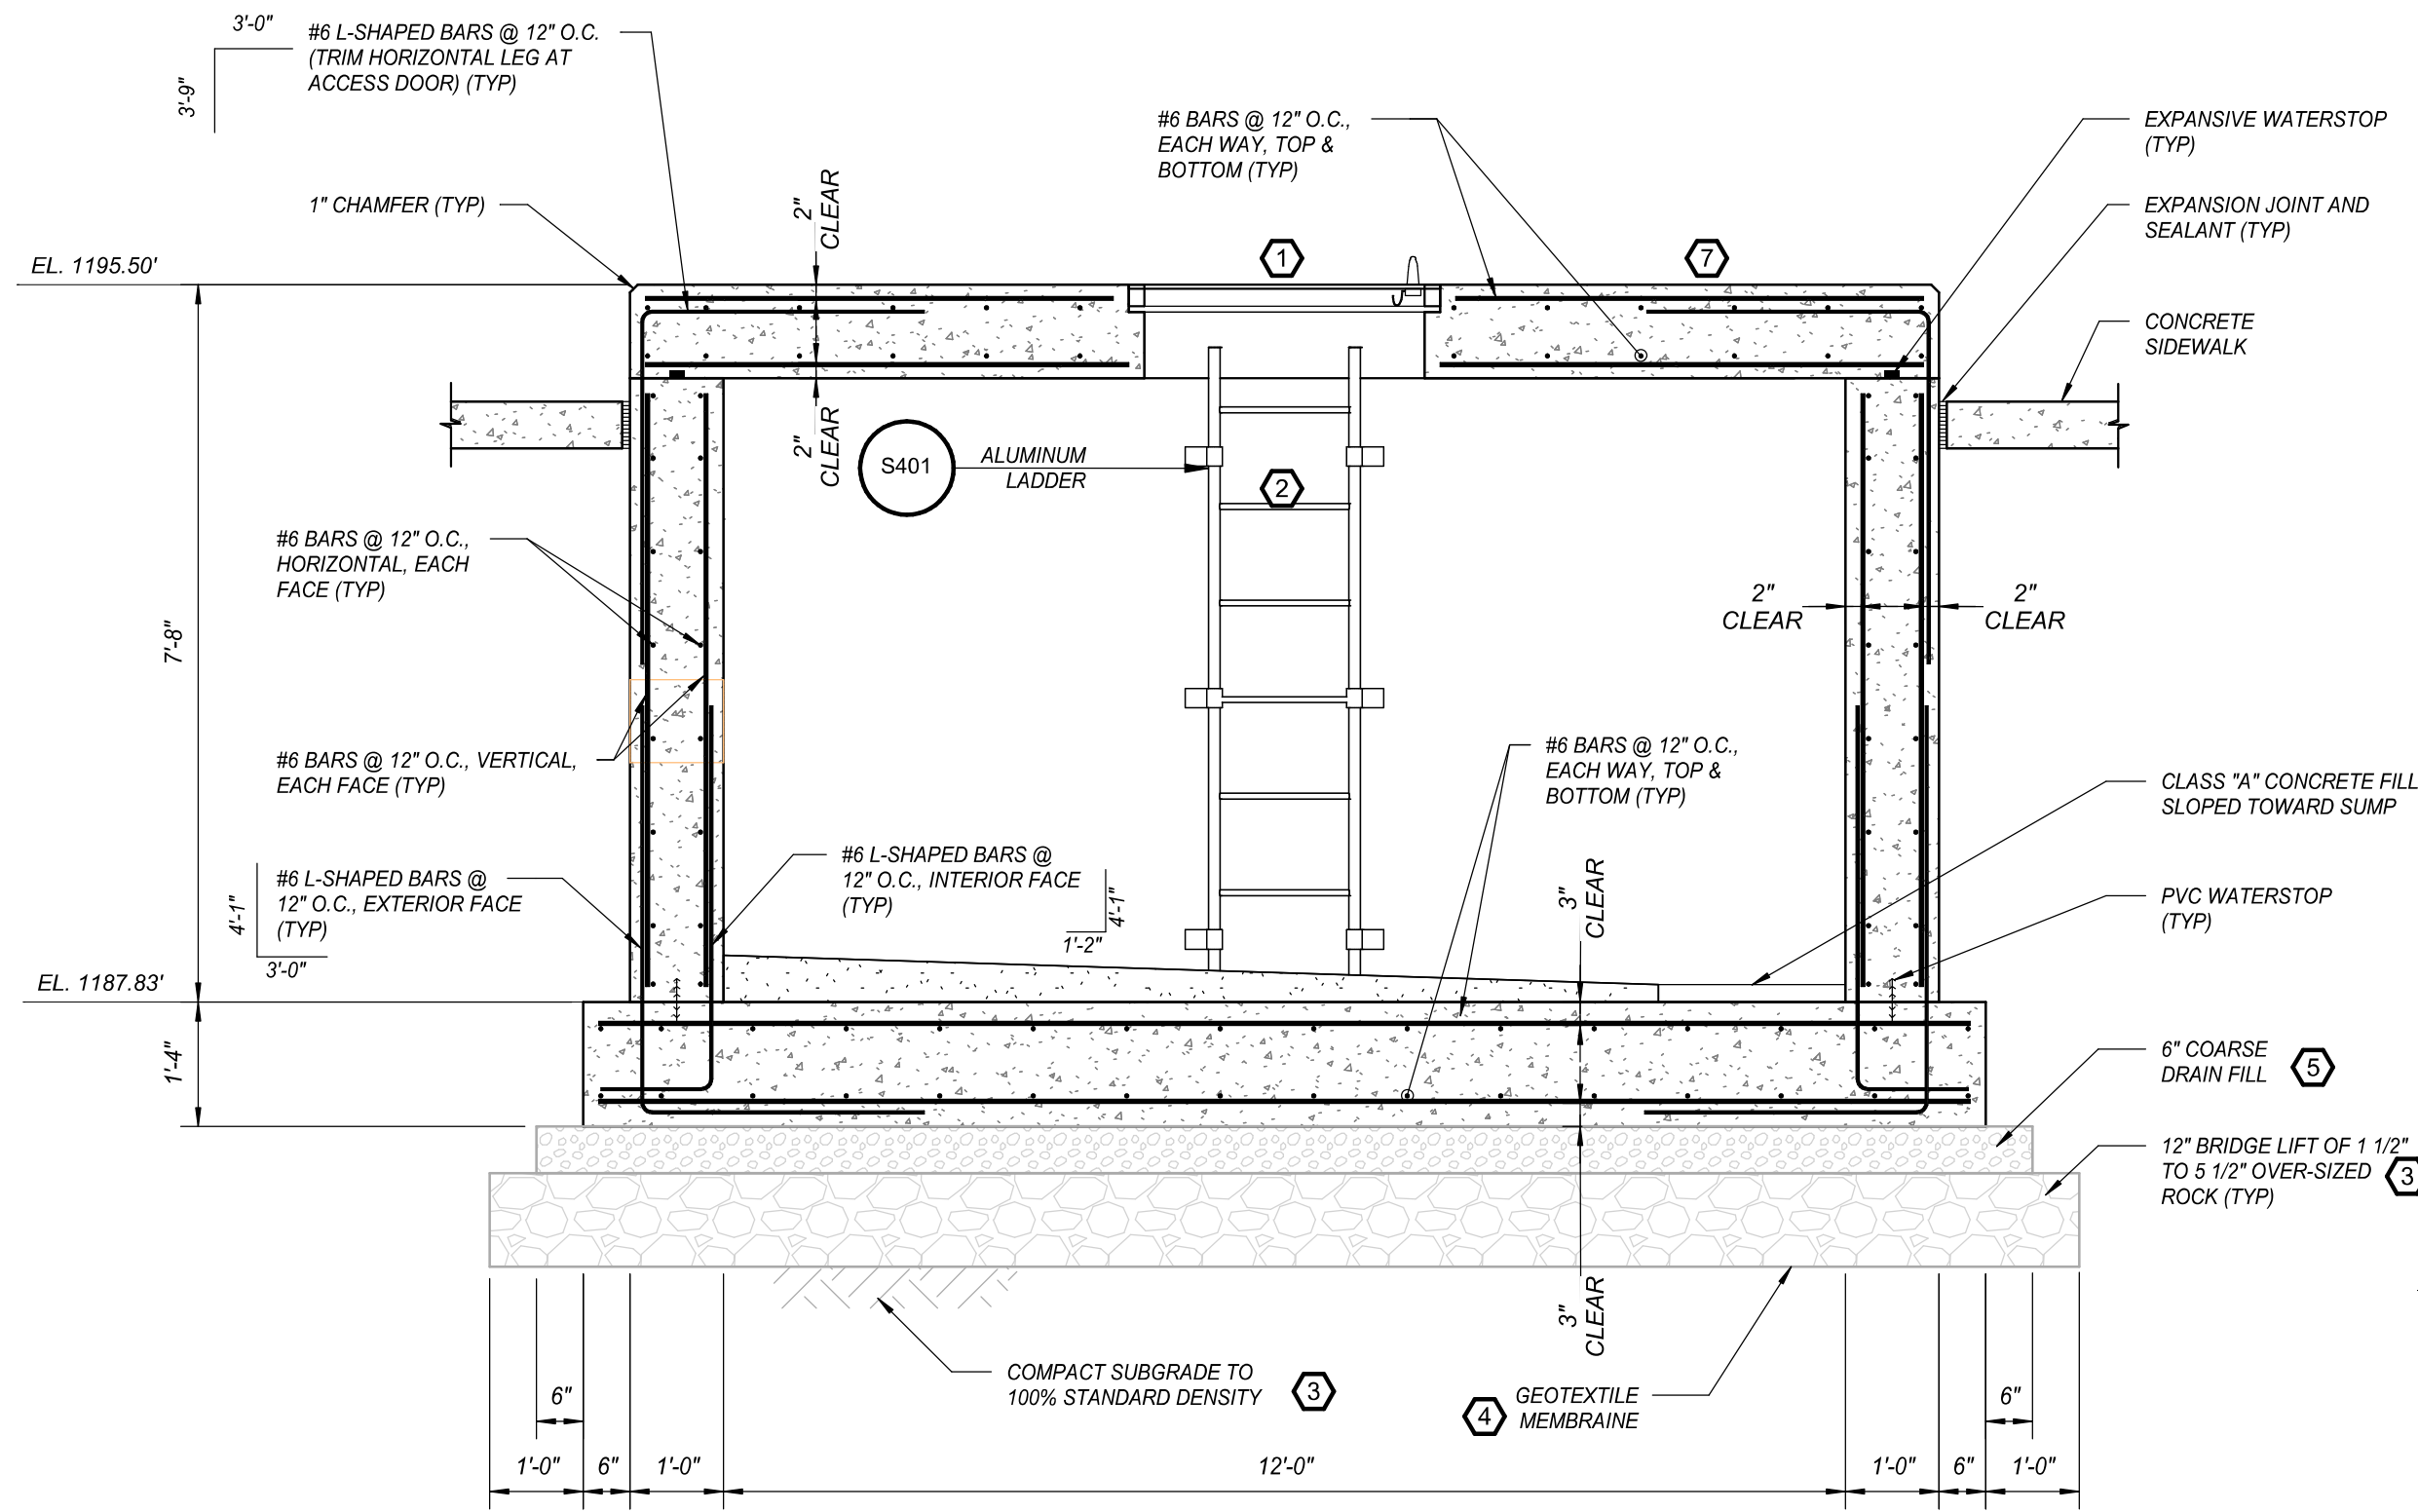 3'-0"
3'-9"
#6 L-SHAPED BARS @ 12" O.C.
(TRIM HORIZONTAL LEG AT
ACCESS DOOR) (TYP)
#6 BARS @ 12" O.C.,
EACH WAY, TOP &
BOTTOM (TYP)
EXPANSIVE WATERSTOP
(TYP)
1" CHAMFER (TYP)
2"
CLEAR
EXPANSION JOINT AND
SEALANT (TYP)
1
7
EL. 1195.50'
CONCRETE
SIDEWALK
2"
CLEAR
S401
ALUMINUM
LADDER
2
#6 BARS @ 12" O.C.,
HORIZONTAL, EACH
FACE (TYP)
2"
CLEAR
2"
CLEAR
7'-8"
#6 BARS @ 12" O.C., VERTICAL,
EACH FACE (TYP)
#6 BARS @ 12" O.C.,
EACH WAY, TOP &
BOTTOM (TYP)
CLASS "A" CONCRETE FILL
SLOPED TOWARD SUMP
4'-1"
3'-0"
#6 L-SHAPED BARS @
12" O.C., EXTERIOR FACE
(TYP)
#6 L-SHAPED BARS @
12" O.C., INTERIOR FACE
(TYP)
4'-1"
1'-2"
3"
CLEAR
PVC WATERSTOP
(TYP)
EL. 1187.83'
1'-4"
6" COARSE
DRAIN FILL
5
12" BRIDGE LIFT OF 1 1/2"
TO 5 1/2" OVER-SIZED
ROCK (TYP)
3
3"
CLEAR
COMPACT SUBGRADE TO
100% STANDARD DENSITY
3
4
GEOTEXTILE
MEMBRAINE
6"
6"
1'-0"
6"
1'-0"
12'-0"
1'-0"
6"
1'-0"